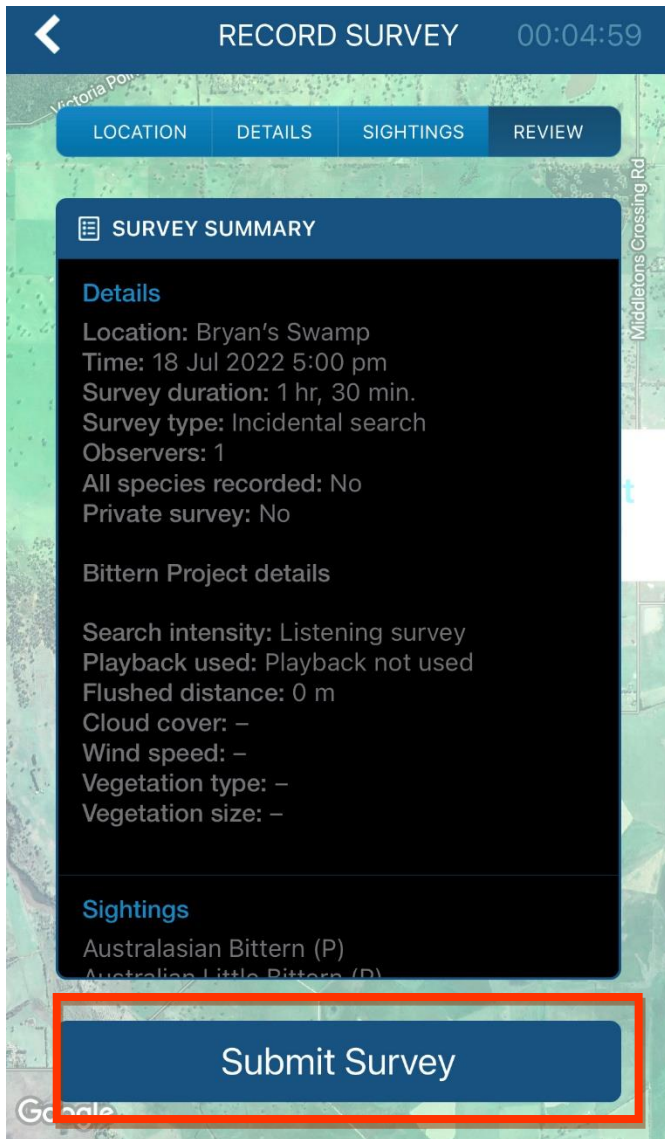 RECORD SURVEY 00:04:59
Victoria
LOCATION DETAILS SIGHTINGS REVIEW
Middletons Crossing Rd
SURVEY SUMMARY
Details
Location: Bryan's Swamp
Time: 18 Jul 2022 5:00 pm
Survey duration: 1 hr, 30 min.
Survey type: Incidental search
Observers: 1
All species recorded: No
Private survey: No
t
Bittern Project details
Search intensity: Listening survey
Playback used: Playback not used
Flushed distance: 0 m
Cloud cover: –
Wind speed: –
Vegetation type: –
Vegetation size: –
Sightings
Australasian Bittern (P)
Australian Little Bittern (P)
Submit Survey
Google